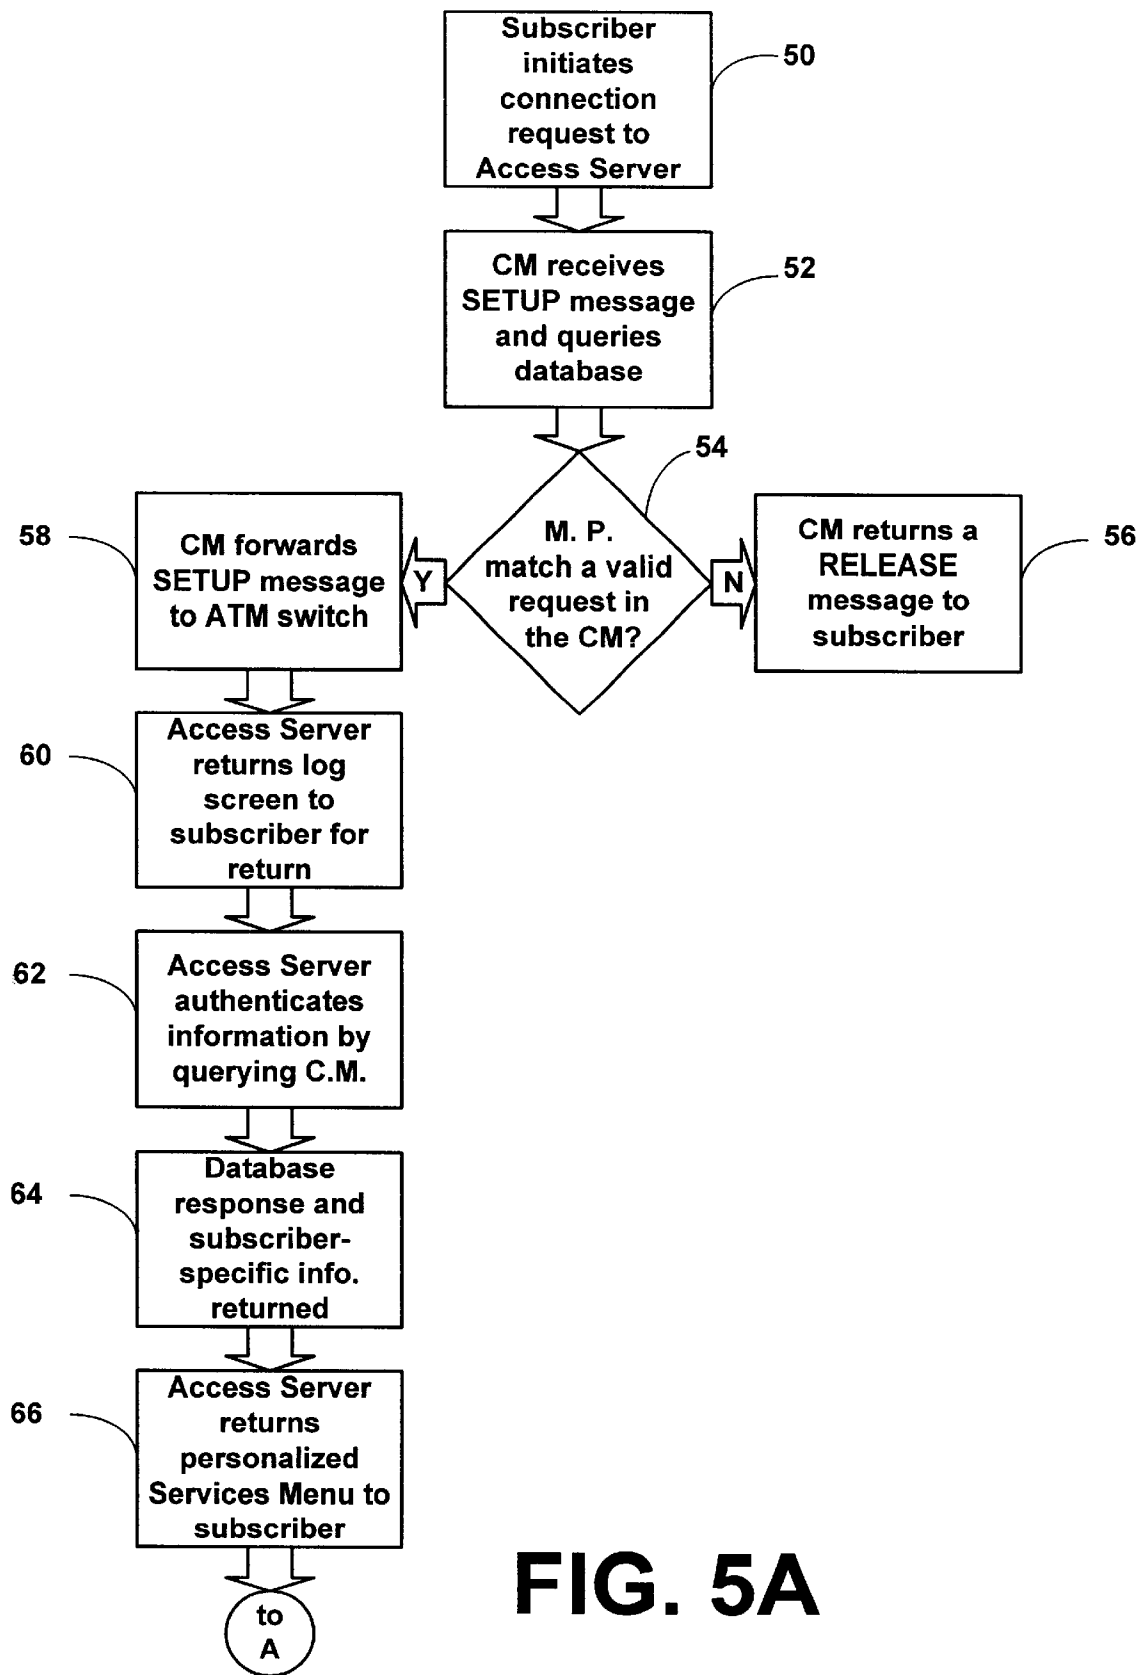 Subscriber
initiates
connection
request to
Access Server
50
CM receives
SETUP message
and queries
database
52
54
M. P.
match a valid
request in
the CM?
Y
N
58
CM forwards
SETUP message
to ATM switch
CM returns a
RELEASE
message to
subscriber
56
60
Access Server
returns log
screen to
subscriber for
return
62
Access Server
authenticates
information by
querying C.M.
64
Database
response and
subscriber-
specific info.
returned
66
Access Server
returns
personalized
Services Menu to
subscriber
to
A
FIG. 5A